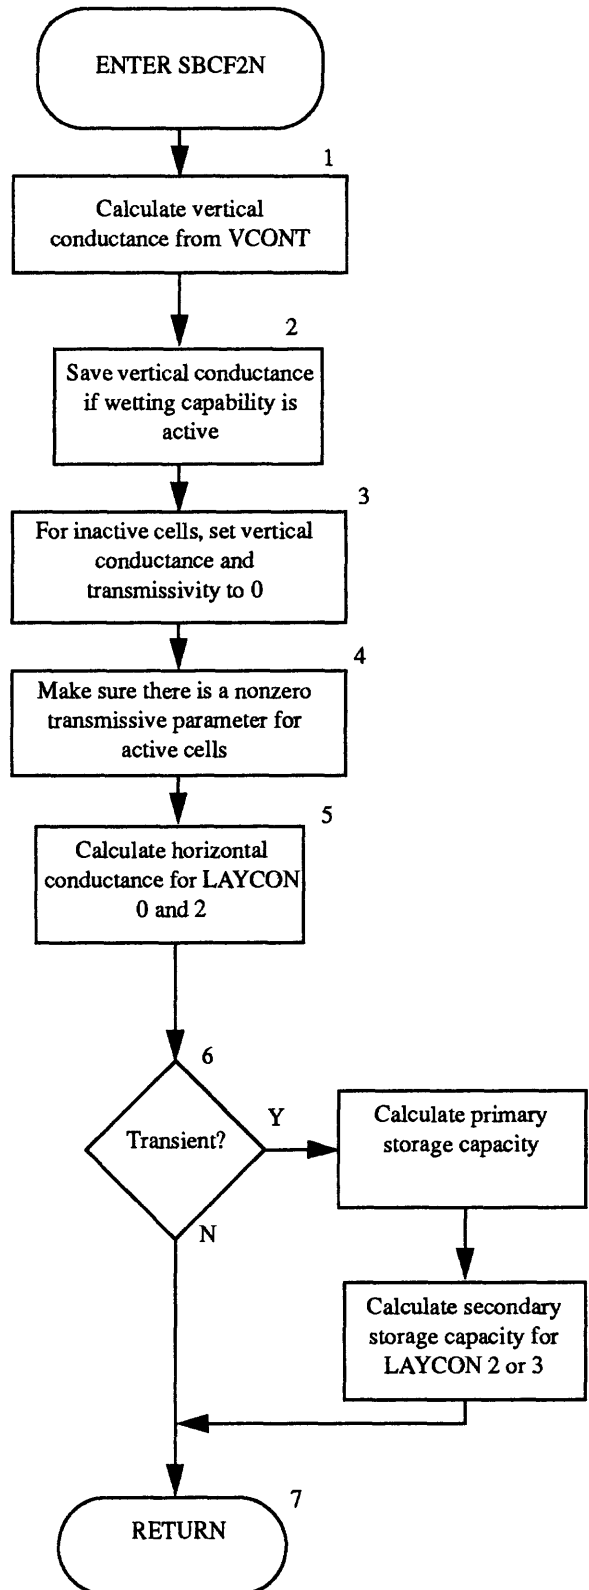 ENTER SBCF2N
1
Calculate vertical
conductance from VCONT
2
Save vertical conductance
if wetting capability is
active
3
For inactive cells, set vertical
conductance and
transmissivity to 0
4
Make sure there is a nonzero
transmissive parameter for
active cells
5
Calculate horizontal
conductance for LAYCON
0 and 2
6
Transient?
Y
N
Calculate primary
storage capacity
Calculate secondary
storage capacity for
LAYCON 2 or 3
7
RETURN